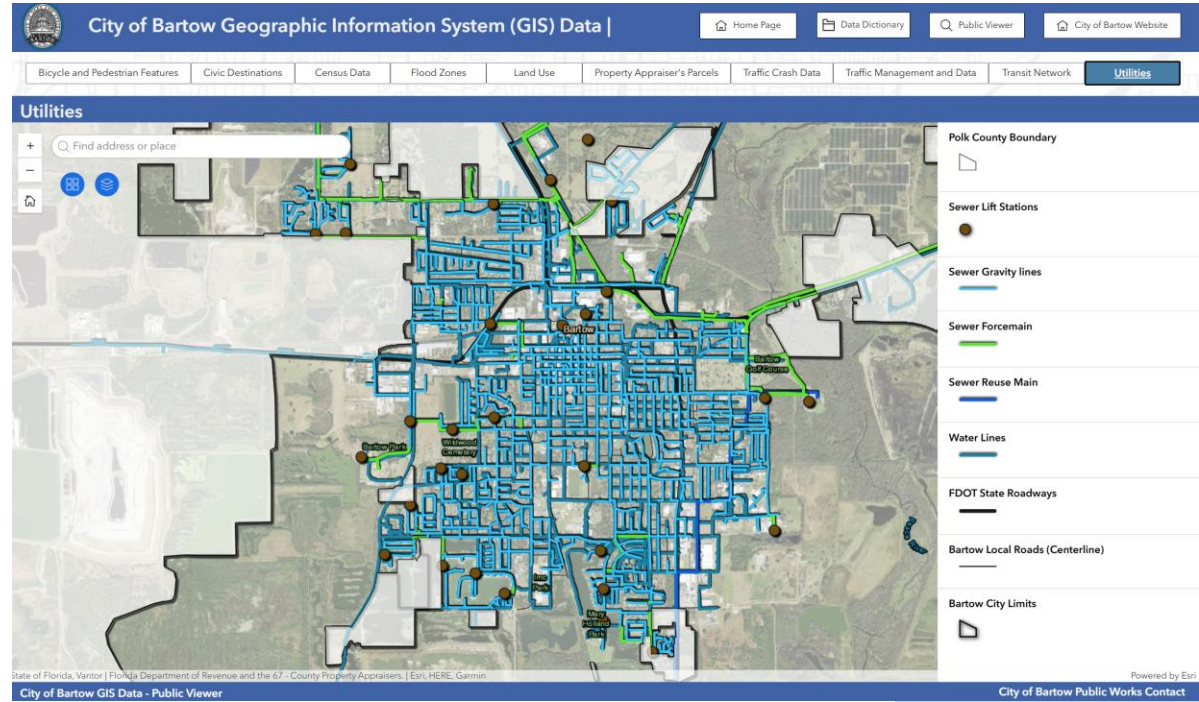 City of Bartow Geographic Information System (GIS) Data |
Home Page
Data Dictionary
Public Viewer
City of Bartow Website
Bicycle and Pedestrian Features
Civic Destinations
Census Data
Flood Zones
Land Use
Property Appraiser's Parcels
Traffic Crash Data
Traffic Management and Data
Transit Network
Utilities
Utilities
+
Find address or place
−
Polk County Boundary
Sewer Lift Stations
Sewer Gravity lines
Sewer Forcemain
Sewer Reuse Main
Water Lines
FDOT State Roadways
Bartow Local Roads (Centerline)
Bartow City Limits
Bartow
Bartow
Golf Course
Bartow Park
Wildwood
Cemetery
Imp
Park
Mary
Holland
Park
State of Florida, Vantor | Florida Department of Revenue and the 67 - County Property Appraisers. | Esri, HERE, Garmin
Powered by Esri
City of Bartow GIS Data - Public Viewer
City of Bartow Public Works Contact